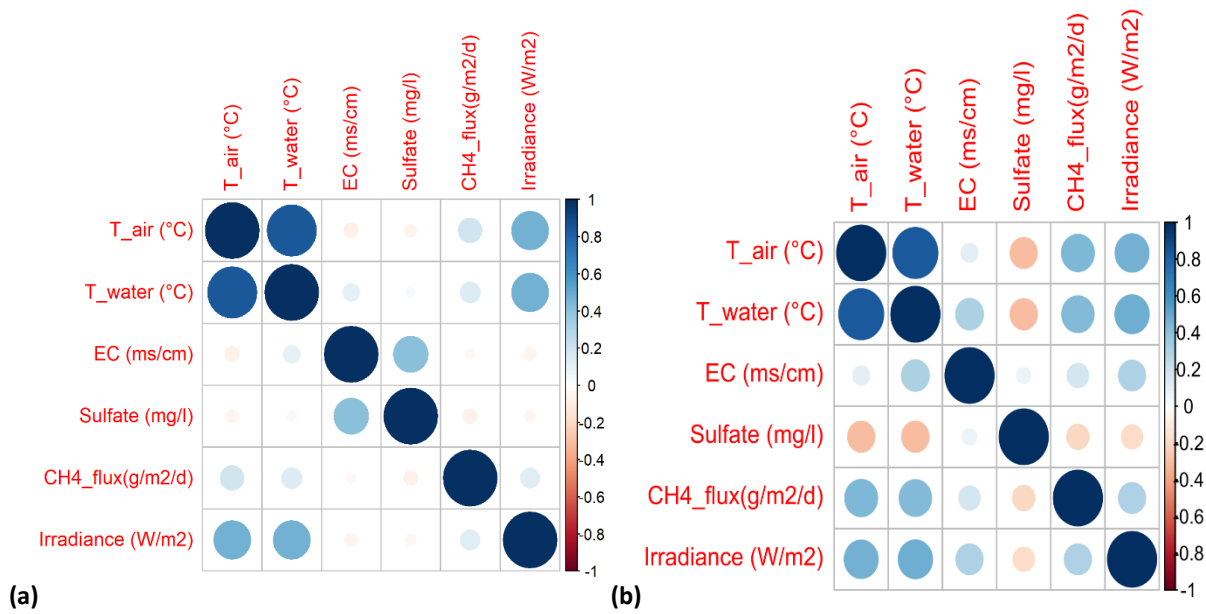 T_air (°C)
T_water (°C)
EC (ms/cm)
Sulfate (mg/l)
CH4_flux(g/m2/d)
Irradiance (W/m2)
T_air (°C)
T_water (°C)
EC (ms/cm)
Sulfate (mg/l)
CH4_flux(g/m2/d)
Irradiance (W/m2)
1
0.8
0.6
0.4
0.2
0
-0.2
-0.4
-0.6
-0.8
-1
(a)
T_air (°C)
T_water (°C)
EC (ms/cm)
Sulfate (mg/l)
CH4_flux(g/m2/d)
Irradiance (W/m2)
T_air (°C)
T_water (°C)
EC (ms/cm)
Sulfate (mg/l)
CH4_flux(g/m2/d)
Irradiance (W/m2)
1
0.8
0.6
0.4
0.2
0
-0.2
-0.4
-0.6
-0.8
-1
(b)